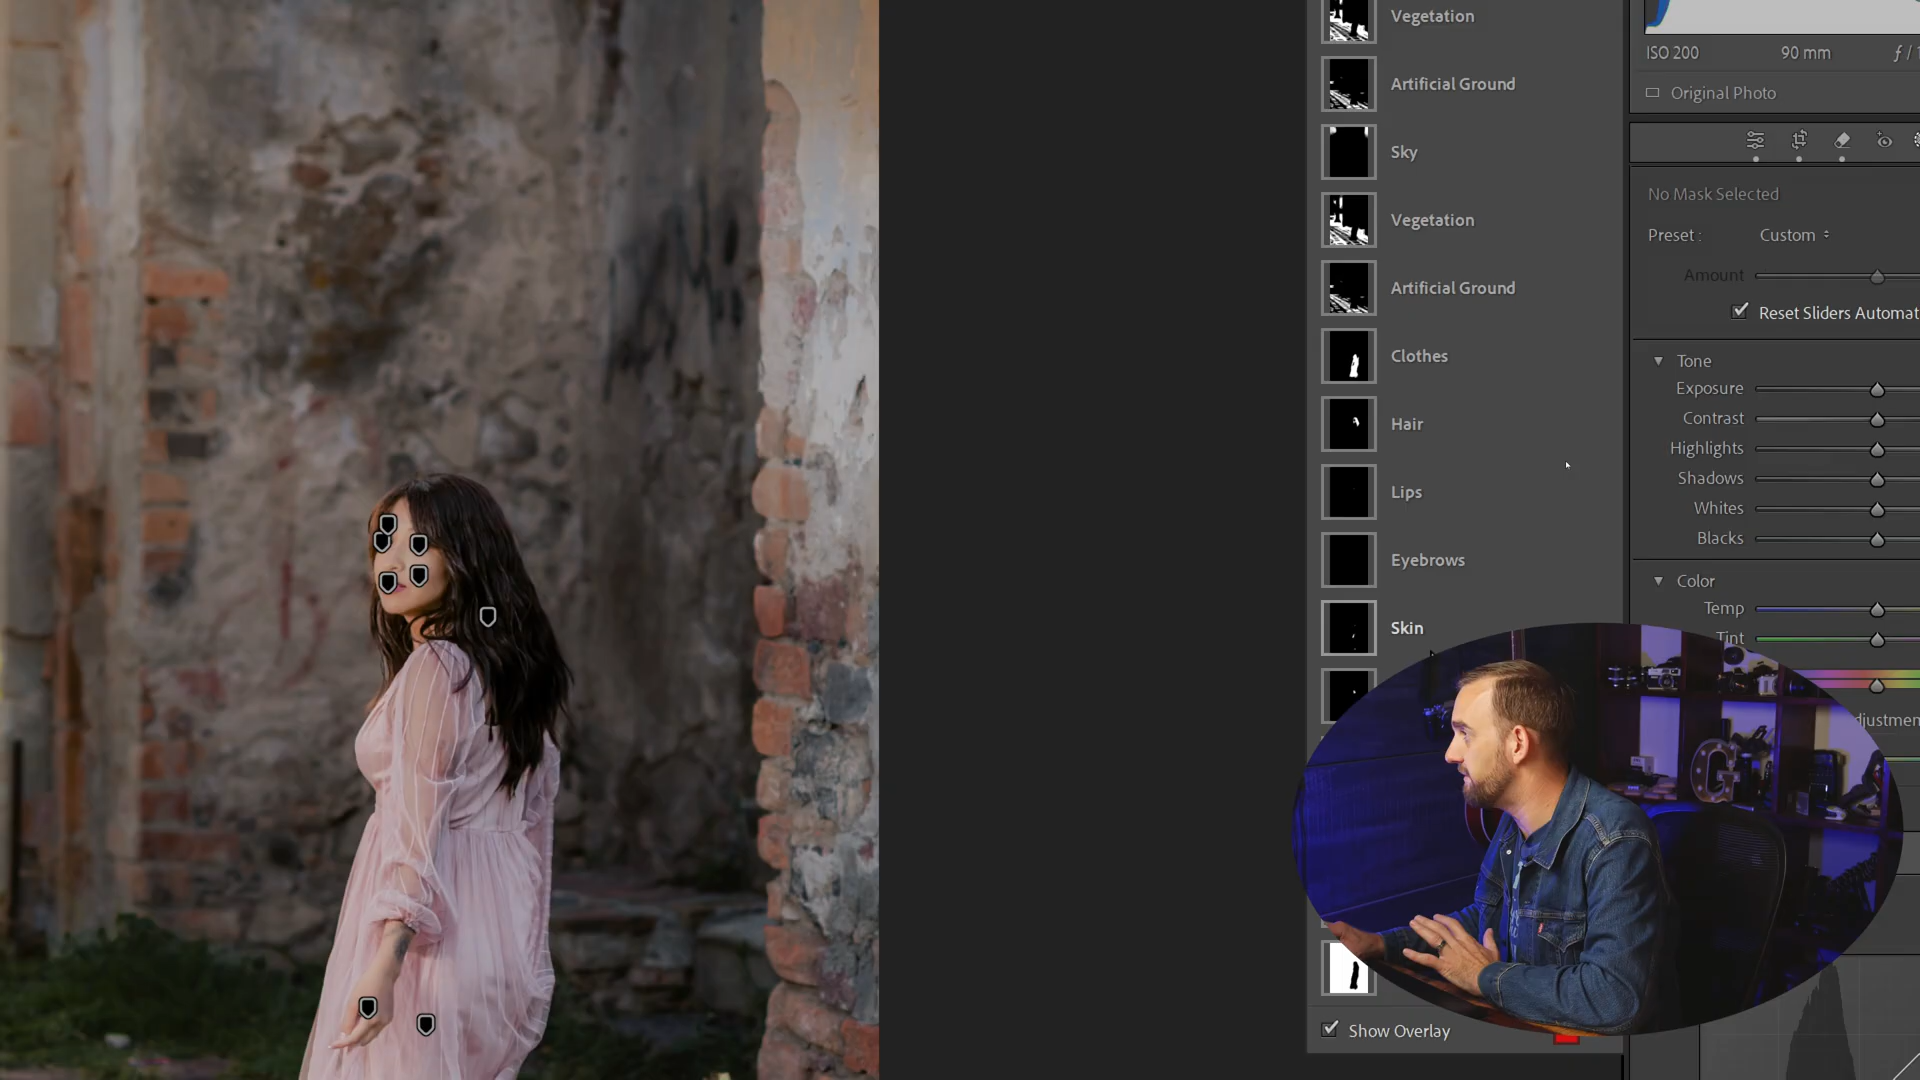 Vegetation
Artificial Ground
Sky
Vegetation
Artificial Ground
Clothes
Hair
Lips
Eyebrows
Skin
Show Overlay
ISO 200 90 mm ƒ / 1
Original Photo
No Mask Selected
Preset : Custom
Amount
Reset Sliders Automat
Tone
Exposure
Contrast
Highlights
Shadows
Whites
Blacks
Color
Temp
Tint
djustmen
G